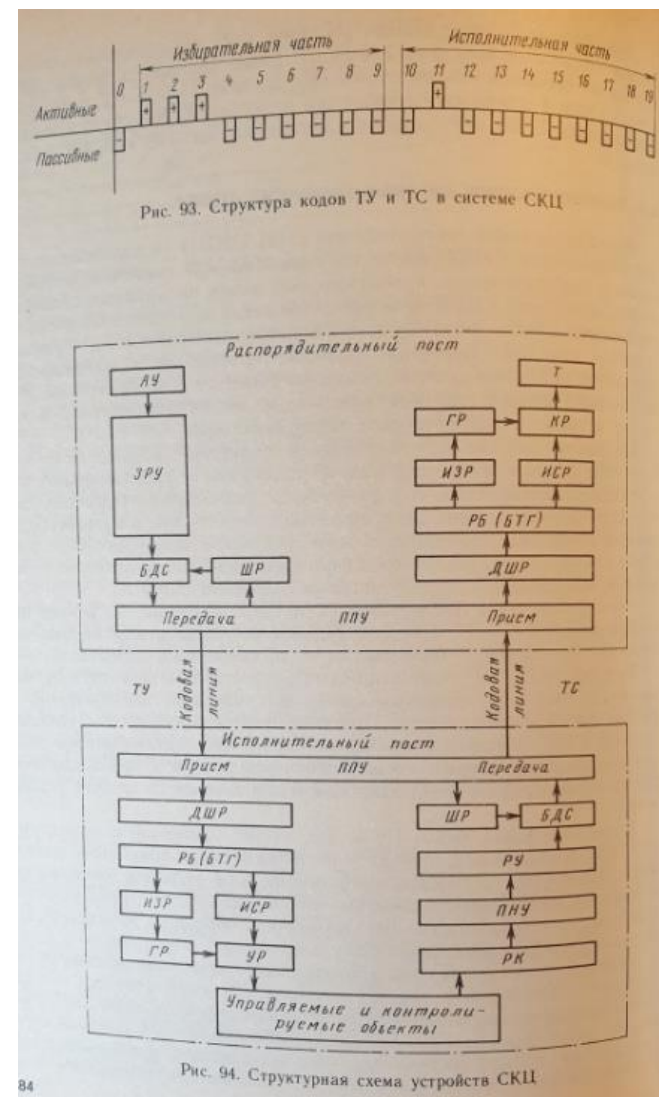 Избирательная часть Исполнительная часть
0 1 2 3 4 5 6 7 8 9 10 11 12 13 14 15 16 17 18 19
Активные + + + +
Пассивные - - - - - - - - - - - - - - - -
Рис. 93. Структура кодов ТУ и ТС в системе СКЦ
Распорядительный пост
АУ
ЗРУ
БДС ШР
Т
ГР КР
ИЗР ИСР
РБ (БТГ)
ДШР
Передача ППУ Прием
ТУ
Кодовая
линия
Кодовая
линия
ТС
Исполнительный пост
Прием ППУ Передача
ДШР
РБ (БТГ)
ИЗР ИСР
ГР УР
ШР БДС
РУ
ПНУ
РК
Управляемые и контроли-
руемые объекты
Рис. 94. Структурная схема устройств СКЦ
84